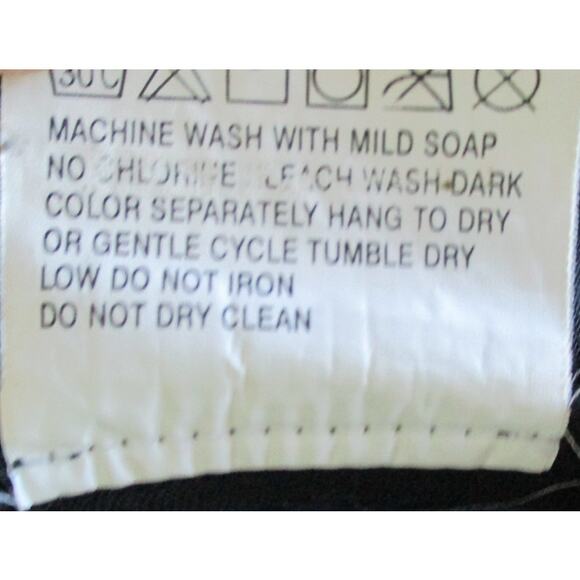 30C
MACHINE WASH WITH MILD SOAP
NO CHLORINE BLEACH WASH DARK
COLOR SEPARATELY HANG TO DRY
OR GENTLE CYCLE TUMBLE DRY
LOW DO NOT IRON
DO NOT DRY CLEAN